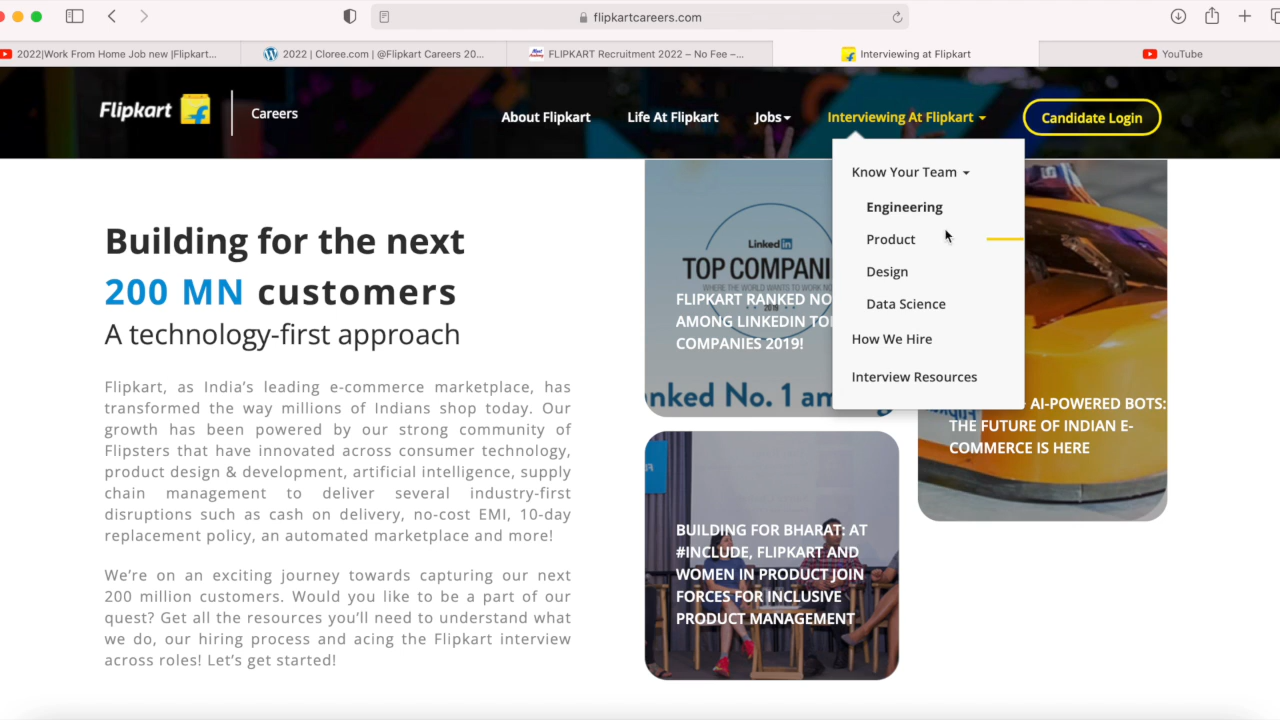 flipkartcareers.com
2022|Work From Home Job new |Flipkart...
2022 | Cloree.com | @Flipkart Careers 20...
FLIPKART Recruitment 2022 – No Fee –...
Interviewing at Flipkart
YouTube
Flipkart
Careers
About Flipkart
Life At Flipkart
Jobs
Interviewing At Flipkart
Candidate Login
Know Your Team
Engineering
Product
Design
Data Science
How We Hire
Interview Resources
Building for the next
200 MN customers
A technology-first approach
Flipkart, as India’s leading e-commerce marketplace, has
transformed the way millions of Indians shop today. Our
growth has been powered by our strong community of
Flipsters that have innovated across consumer technology,
product design & development, artificial intelligence, supply
chain management to deliver several industry-first
disruptions such as cash on delivery, no-cost EMI, 10-day
replacement policy, an automated marketplace and more!
We’re on an exciting journey towards capturing our next
200 million customers. Would you like to be a part of our
quest? Get all the resources you’ll need to understand what
we do, our hiring process and acing the Flipkart interview
across roles! Let’s get started!
LinkedIn
TOP COMPANI
WHERE THE WORLD WANTS TO WORK NO
2019
FLIPKART RANKED NO
AMONG LINKEDIN TO
COMPANIES 2019!
nked No. 1 am
AI-POWERED BOTS:
THE FUTURE OF INDIAN E-
COMMERCE IS HERE
BUILDING FOR BHARAT: AT
#INCLUDE, FLIPKART AND
WOMEN IN PRODUCT JOIN
FORCES FOR INCLUSIVE
PRODUCT MANAGEMENT